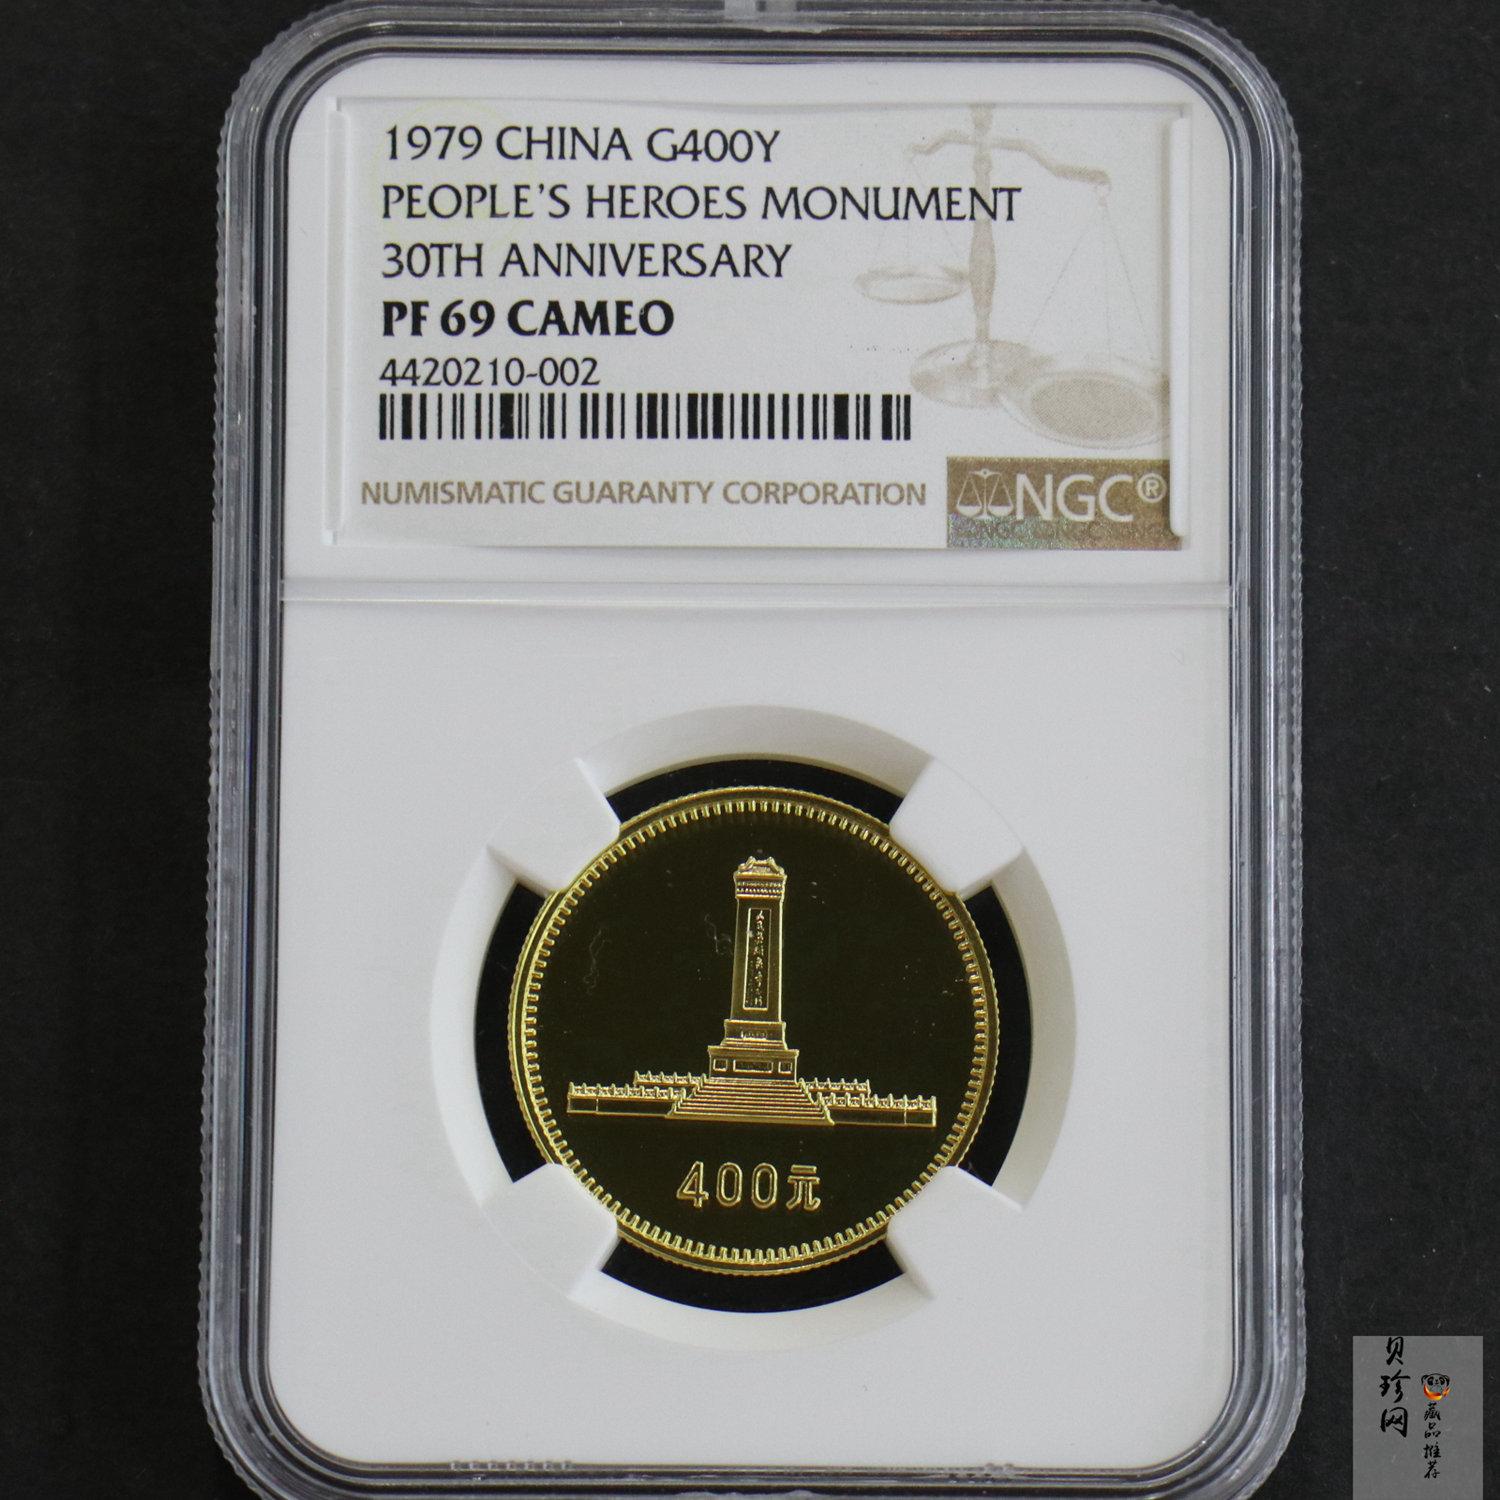 1979 CHINA G400Y
PEOPLE'S HEROES MONUMENT
30TH ANNIVERSARY
PF 69 CAMEO
4420210-002
NUMISMATIC GUARANTY CORPORATION
NGC®
400元
贝珍网
藏品推荐